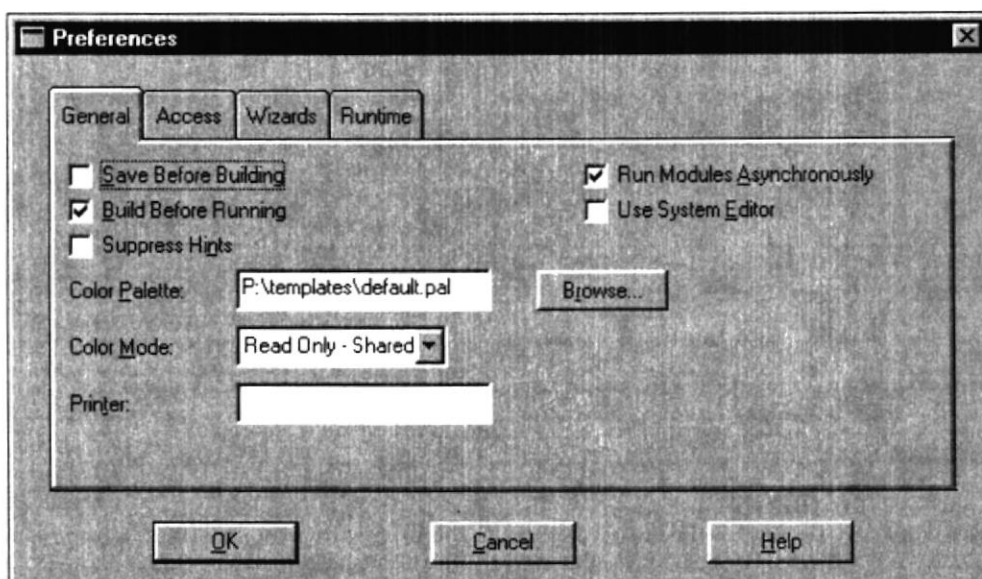 Preferences
General Access Wizards Runtime
Save Before Building
Run Modules Asynchronously
Build Before Running
Use System Editor
Suppress Hints
Color Palette: P:\templates\default.pal Browse...
Color Mode: Read Only - Shared
Printer:
OK Cancel Help